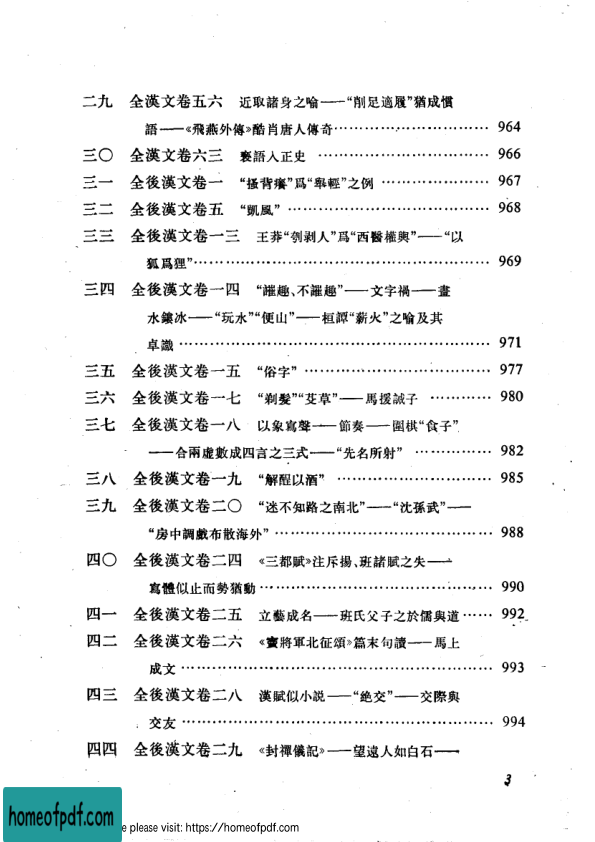 二九 全漢文卷五六 近取諸身之喻——“削足適履”猶成慣
語——《飛燕外傳》酷肖唐人傳奇…………………………… 964
三〇 全漢文卷六三 褻語入正史 …………………………… 966
三一 全後漢文卷一 “搔背癢”爲“舉輕”之例 ………………… 967
三二 全後漢文卷五 “凱風” ………………………………… 968
三三 全後漢文卷一三 王莽“刳剥人”爲“西醫權輿”——“以
狐爲狸”…………………………………………………… 969
三四 全後漢文卷一四 “誰趣、不誰趣”——文字禍——畫
水鏤冰——“玩水”“便山”——桓譚“薪火”之喻及其
卓識 ……………………………………………………… 971
三五 全後漢文卷一五 “俗字” ……………………………… 977
三六 全後漢文卷一七 “剃髮”“芟草”——馬援誡子 ………… 980
三七 全後漢文卷一八 以象寫聲——節奏——圍棋“食子”
——合兩虛數成四言之三式——“先名所射” …………… 982
三八 全後漢文卷一九 “解酲以酒” ………………………… 985
三九 全後漢文卷二〇 “迷不知路之南北”——“沈孫武”——
“房中調戲布散海外” ……………………………………… 988
四〇 全後漢文卷二四 《三都賦》注斥揚、班諸賦之失——
寫體似止而勢猶動………………………………………… 990
四一 全後漢文卷二五 立藝成名——班氏父子之於儒與道…… 992
四二 全後漢文卷二六 《竇將軍北征頌》篇末句讀——馬上
成文 ……………………………………………………… 993
四三 全後漢文卷二八 漢賦似小説——“絶交”——交際與
交友 ……………………………………………………… 994
四四 全後漢文卷二九 《封禪儀記》——望遠人如白石——
3
homeofpdf.com
e please visit: https://homeofpdf.com